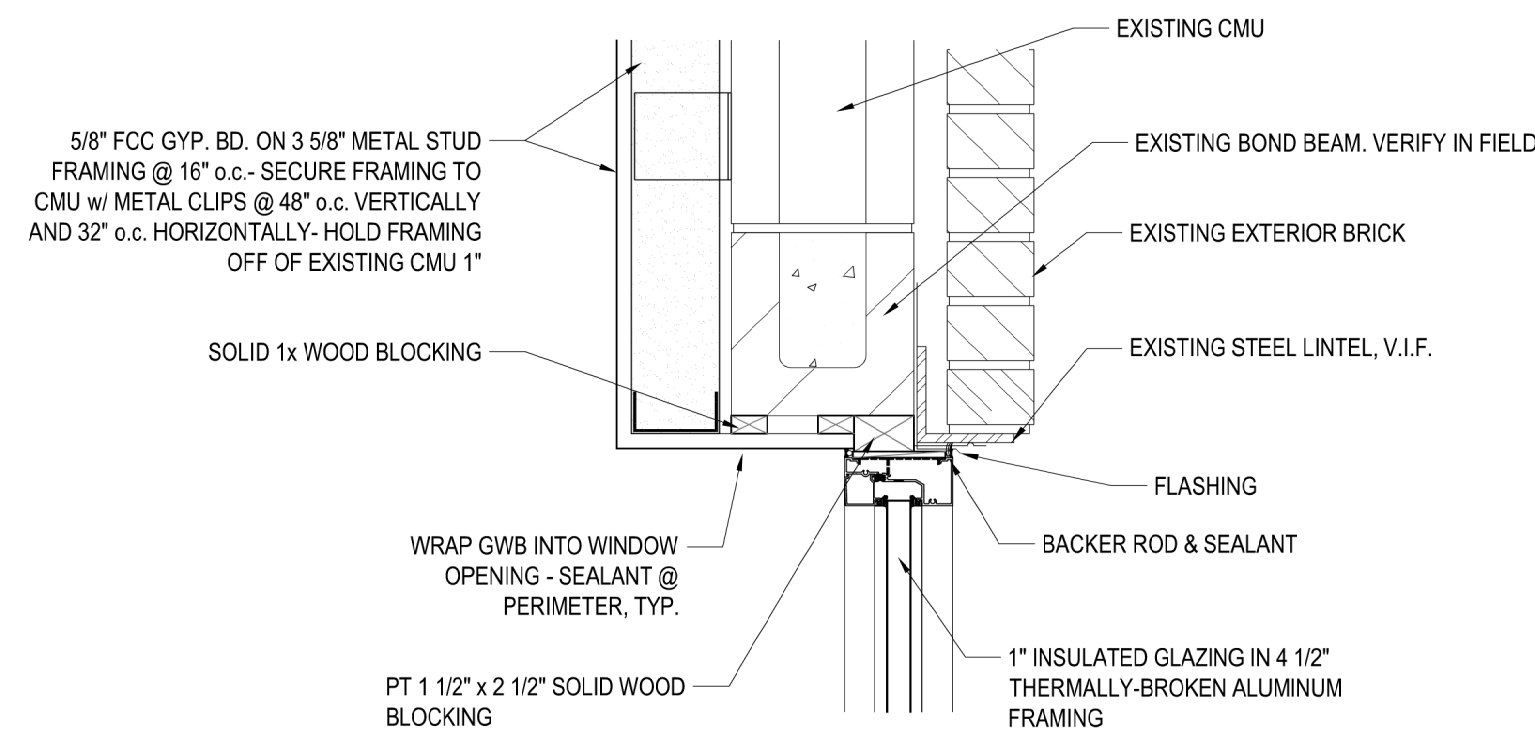 EXISTING CMU
5/8" FCC GYP. BD. ON 3 5/8" METAL STUD
FRAMING @ 16" o.c.- SECURE FRAMING TO
CMU w/ METAL CLIPS @ 48" o.c. VERTICALLY
AND 32" o.c. HORIZONTALLY- HOLD FRAMING
OFF OF EXISTING CMU 1"
EXISTING BOND BEAM. VERIFY IN FIELD
EXISTING EXTERIOR BRICK
SOLID 1x WOOD BLOCKING
EXISTING STEEL LINTEL, V.I.F.
FLASHING
WRAP GWB INTO WINDOW
OPENING - SEALANT @
PERIMETER, TYP.
BACKER ROD & SEALANT
PT 1 1/2" x 2 1/2" SOLID WOOD
BLOCKING
1" INSULATED GLAZING IN 4 1/2"
THERMALLY-BROKEN ALUMINUM
FRAMING